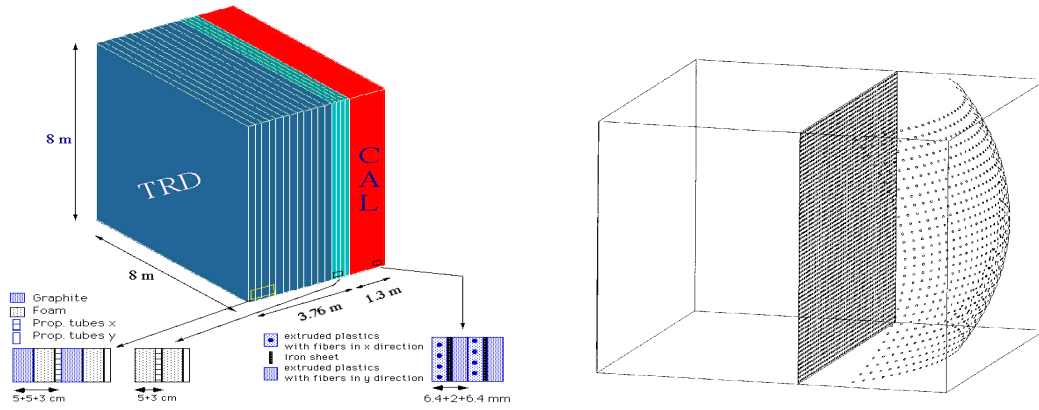 8 m
TRD
CAL
8 m
3.76 m
1.3 m
Graphite
Foam
Prop. tubes x
Prop. tubes y
5+5+3 cm
5+3 cm
extruded plastics
with fibers in x direction
Iron sheet
extruded plastics
with fibers in y direction
6.4+2+6.4 mm